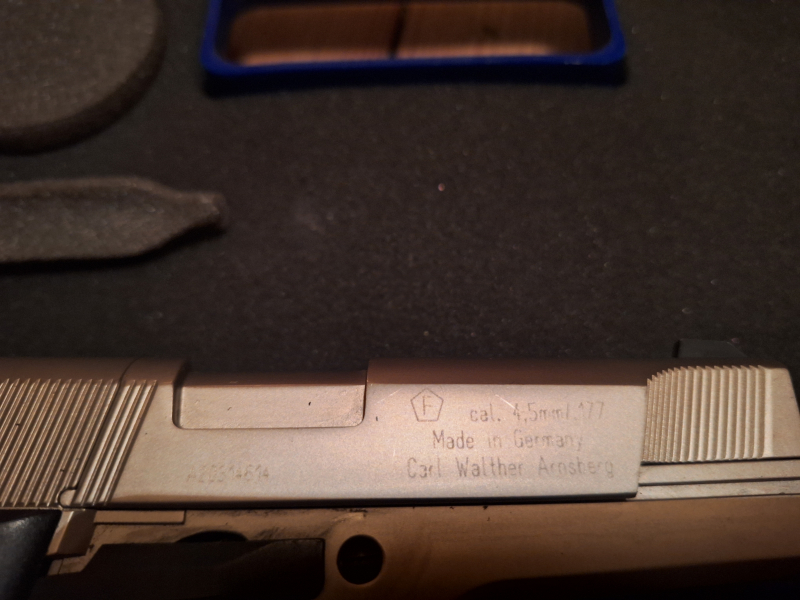 F
cal. 4,5mm/.177
Made in Germany
Carl Walther Arnsberg